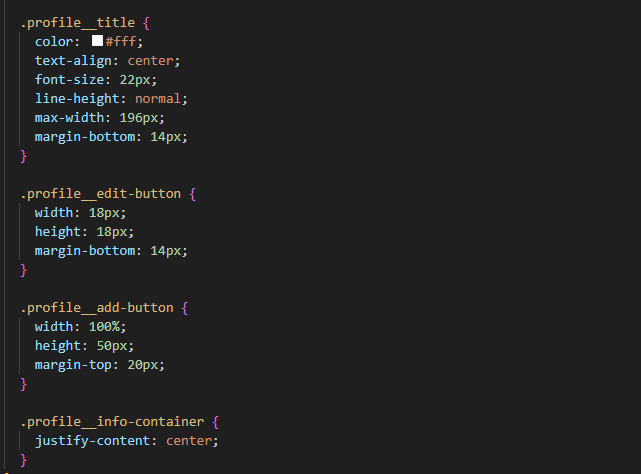 .profile__title {
color: #fff;
text-align: center;
font-size: 22px;
line-height: normal;
max-width: 196px;
margin-bottom: 14px;
}
.profile__edit-button {
width: 18px;
height: 18px;
margin-bottom: 14px;
}
.profile__add-button {
width: 100%;
height: 50px;
margin-top: 20px;
}
.profile__info-container {
justify-content: center;
}